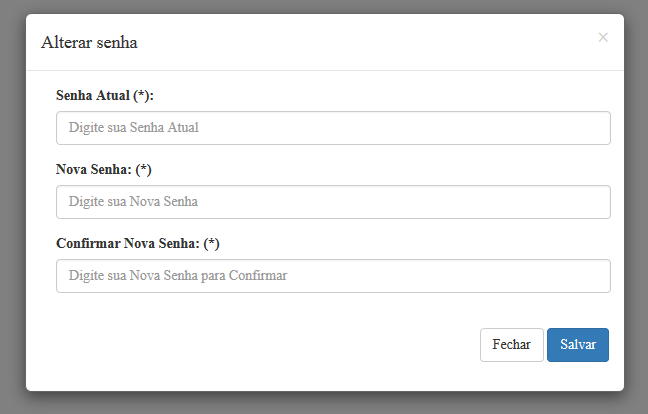 Alterar senha
×
Senha Atual (*):
Digite sua Senha Atual
Nova Senha: (*)
Digite sua Nova Senha
Confirmar Nova Senha: (*)
Digite sua Nova Senha para Confirmar
Fechar Salvar